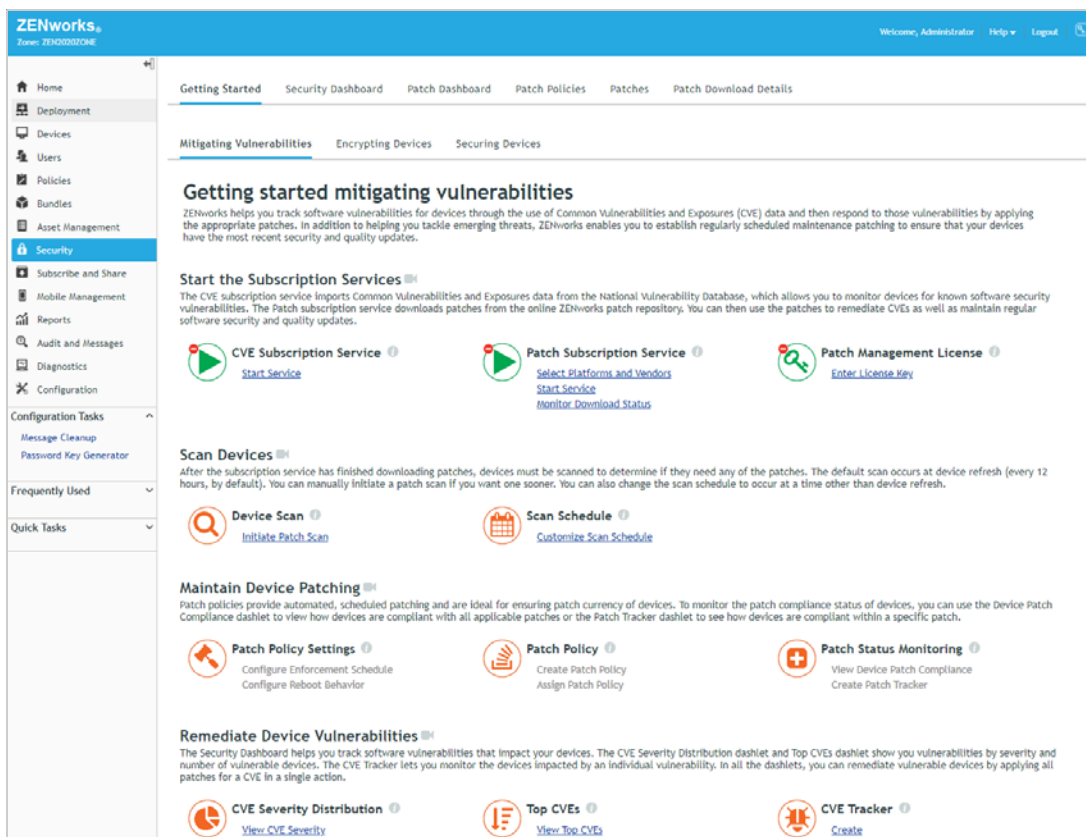 ZENworks®
Zone: ZEN2020ZONE
Welcome, Administrator Help Logout
Home
Deployment
Devices
Users
Policies
Bundles
Asset Management
Security
Subscribe and Share
Mobile Management
Reports
Audit and Messages
Diagnostics
Configuration
Configuration Tasks
Message Cleanup
Password Key Generator
Frequently Used
Quick Tasks
Getting Started Security Dashboard Patch Dashboard Patch Policies Patches Patch Download Details
Mitigating Vulnerabilities Encrypting Devices Securing Devices
Getting started mitigating vulnerabilities
ZENworks helps you track software vulnerabilities for devices through the use of Common Vulnerabilities and Exposures (CVE) data and then respond to those vulnerabilities by applying
the appropriate patches. In addition to helping you tackle emerging threats, ZENworks enables you to establish regularly scheduled maintenance patching to ensure that your devices
have the most recent security and quality updates.
Start the Subscription Services
The CVE subscription service imports Common Vulnerabilities and Exposures data from the National Vulnerability Database, which allows you to monitor devices for known software security
vulnerabilities. The Patch subscription service downloads patches from the online ZENworks patch repository. You can then use the patches to remediate CVEs as well as maintain regular
software security and quality updates.
CVE Subscription Service
Start Service
Patch Subscription Service
Select Platforms and Vendors
Start Service
Monitor Download Status
Patch Management License
Enter License Key
Scan Devices
After the subscription service has finished downloading patches, devices must be scanned to determine if they need any of the patches. The default scan occurs at device refresh (every 12
hours, by default). You can manually initiate a patch scan if you want one sooner. You can also change the scan schedule to occur at a time other than device refresh.
Device Scan
Initiate Patch Scan
Scan Schedule
Customize Scan Schedule
Maintain Device Patching
Patch policies provide automated, scheduled patching and are ideal for ensuring patch currency of devices. To monitor the patch compliance status of devices, you can use the Device Patch
Compliance dashlet to view how devices are compliant with all applicable patches or the Patch Tracker dashlet to see how devices are compliant within a specific patch.
Patch Policy Settings
Configure Enforcement Schedule
Configure Reboot Behavior
Patch Policy
Create Patch Policy
Assign Patch Policy
Patch Status Monitoring
View Device Patch Compliance
Create Patch Tracker
Remediate Device Vulnerabilities
The Security Dashboard helps you track software vulnerabilities that impact your devices. The CVE Severity Distribution dashlet and Top CVEs dashlet show you vulnerabilities by severity and
number of vulnerable devices. The CVE Tracker lets you monitor the devices impacted by an individual vulnerability. In all the dashlets, you can remediate vulnerable devices by applying all
patches for a CVE in a single action.
CVE Severity Distribution
View CVE Severity
Top CVEs
View Top CVEs
CVE Tracker
Create